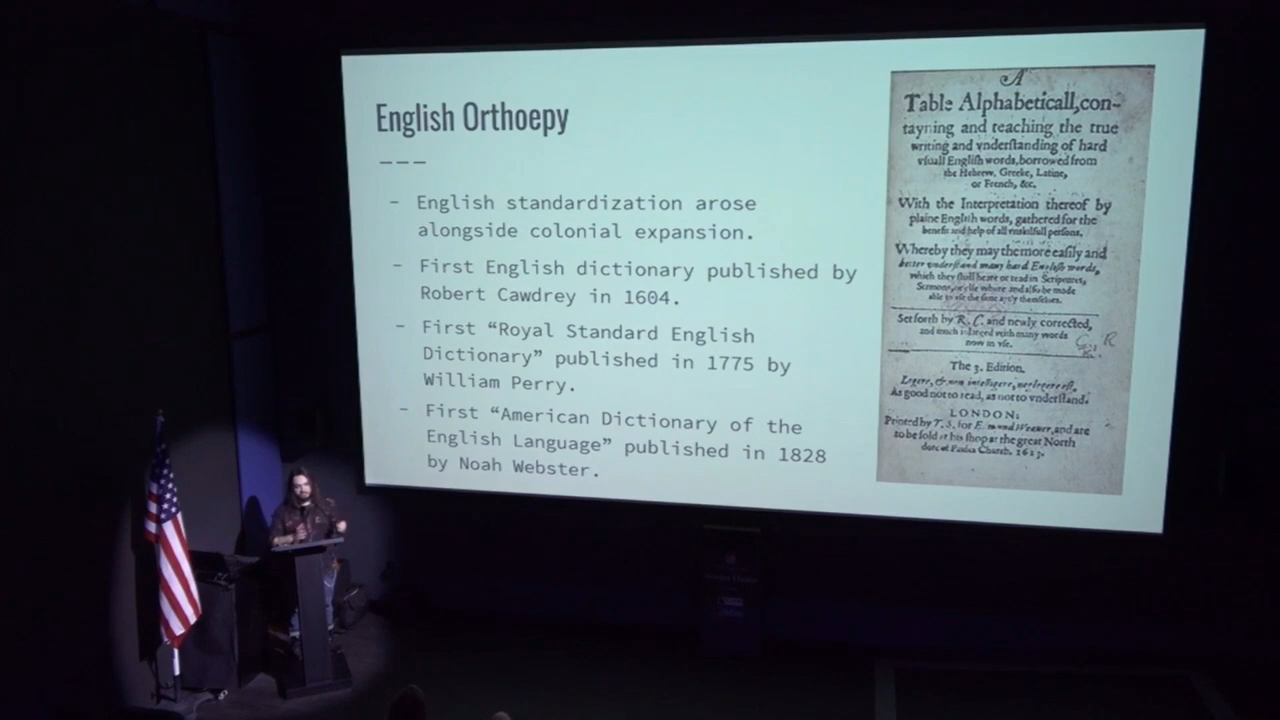 English Orthoepy
———
– English standardization arose
alongside colonial expansion.
– First English dictionary published by
Robert Cawdrey in 1604.
– First “Royal Standard English
Dictionary” published in 1775 by
William Perry.
– First “American Dictionary of the
English Language” published in 1828
by Noah Webster.
A
Table Alphabeticall, con-
tayning and teaching the true
writing and vnderſtanding of hard
vſuall Engliſh words, borrowed from
the Hebrew, Greeke, Latine,
or French, &c.
With the Interpretation thereof by
plaine Engliſh words, gathered for the
benefit and help of all vnskilfull perſons.
Whereby they may the more eaſily and
better vnderſtand many hard Engliſh words,
which they ſhall heare or read in Scriptures,
Sermons, or elſe where and alſo be made
able to vſe the ſame aptly themſelues.
Set forth by R. C. and newly corrected,
and much inlarged with many words
now in vſe.
The 3. Edition.
Legere, & non intelligere, neglegere eſt.
As good not to read, as not to vnderſtand.
LONDON:
Printed by T. S. for Edmund Weauer, and are
to be ſold at his ſhop at the great North
dore of Paules Church. 1613.